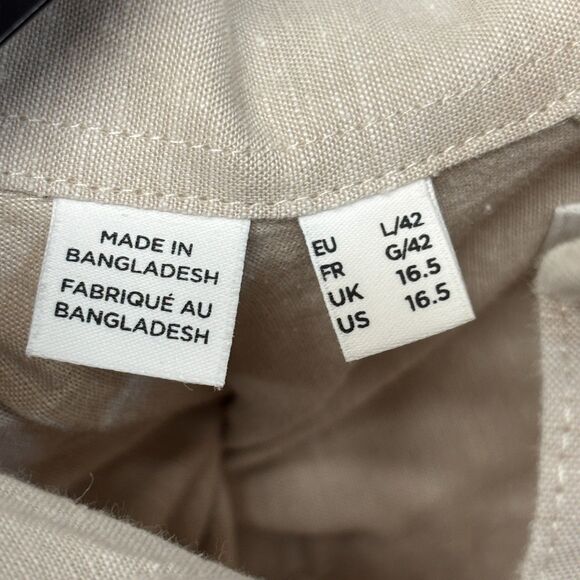 MADE IN
BANGLADESH
FABRIQUÉ AU
BANGLADESH
EU L/42
FR G/42
UK 16.5
US 16.5